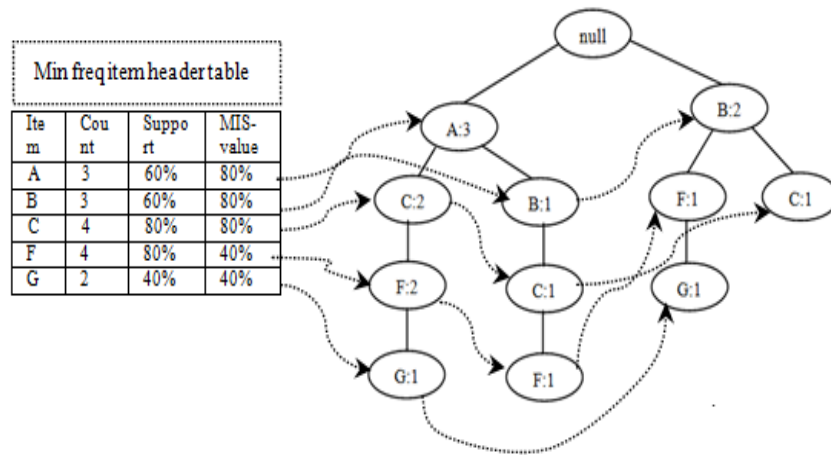 Min freq item header table
Ite
m
Cou
nt
Suppo
rt
MIS-
value
A 3 60% 80%
B 3 60% 80%
C 4 80% 80%
F 4 80% 40%
G 2 40% 40%
null
A:3
B:2
C:2
B:1
F:1
C:1
F:2
C:1
G:1
G:1
F:1